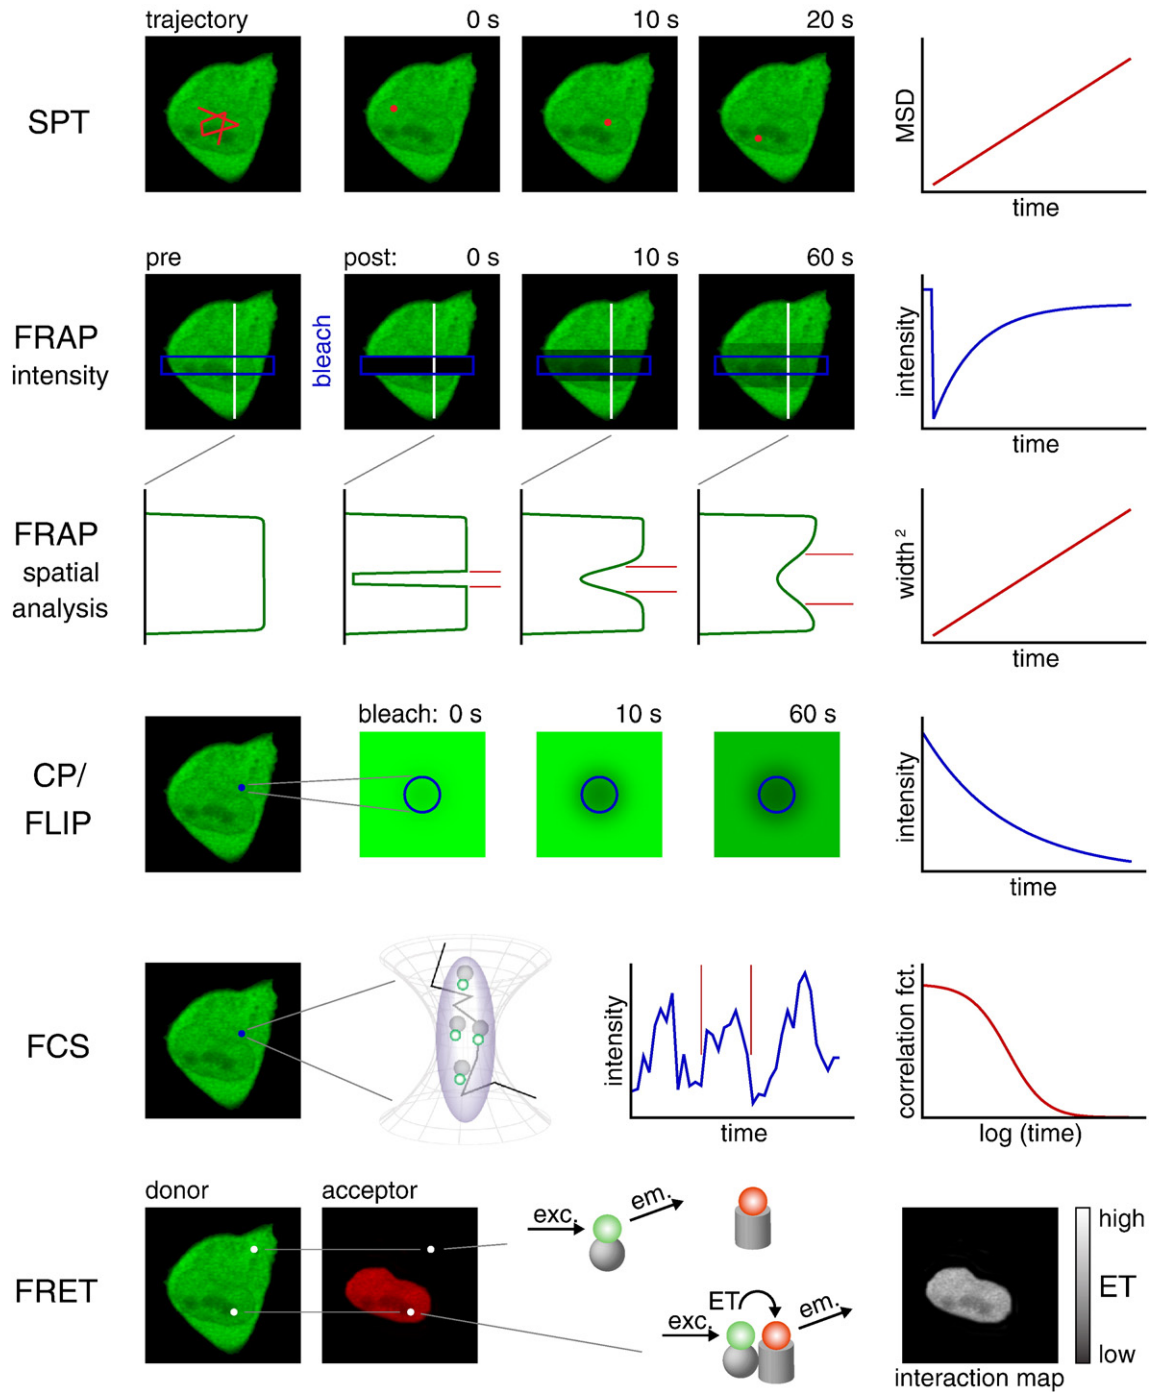 trajectory 0 s 10 s 20 s
SPT
MSD
time
pre post: 0 s 10 s 60 s
FRAP
intensity
bleach
intensity
time
FRAP
spatial
analysis
width²
time
bleach: 0 s 10 s 60 s
CP/
FLIP
intensity
time
FCS
intensity
time
correlation fct.
log (time)
donor acceptor
FRET
exc. em.
ET
exc. em.
high
ET
low
interaction map